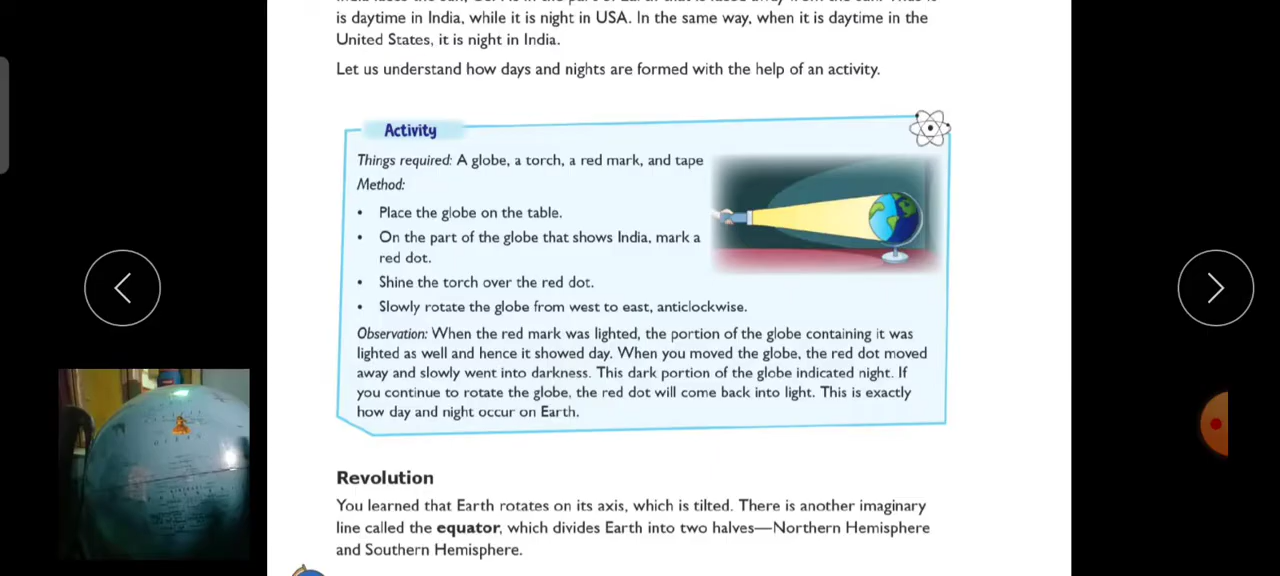 is daytime in India, while it is night in USA. In the same way, when it is daytime in the
United States, it is night in India.
Let us understand how days and nights are formed with the help of an activity.
Activity
Things required: A globe, a torch, a red mark, and tape
Method:
• Place the globe on the table.
• On the part of the globe that shows India, mark a
red dot.
• Shine the torch over the red dot.
• Slowly rotate the globe from west to east, anticlockwise.
Observation: When the red mark was lighted, the portion of the globe containing it was
lighted as well and hence it showed day. When you moved the globe, the red dot moved
away and slowly went into darkness. This dark portion of the globe indicated night. If
you continue to rotate the globe, the red dot will come back into light. This is exactly
how day and night occur on Earth.
Revolution
You learned that Earth rotates on its axis, which is tilted. There is another imaginary
line called the equator, which divides Earth into two halves—Northern Hemisphere
and Southern Hemisphere.